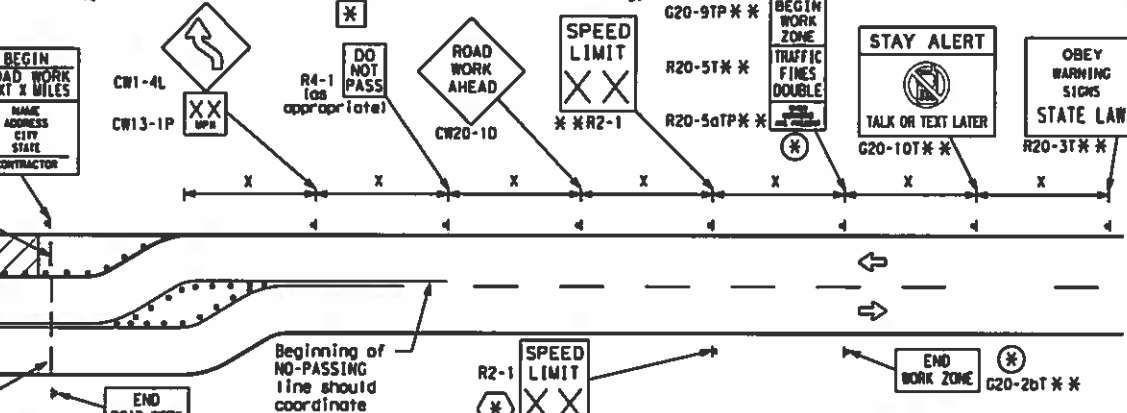 BEGIN
ROAD WORK
NEXT X MILES
NAME
ADDRESS
CITY
STATE
CONTRACTOR
CW1-4L
CW13-1P
XX
MPH
*
R4-1
(as
appropriate)
DO
NOT
PASS
ROAD
WORK
AHEAD
CW20-1D
SPEED
LIMIT
XX
**R2-1
G20-9TP**
R20-5T**
R20-5aTP**
BEGIN
WORK
ZONE
TRAFFIC
FINES
DOUBLE
*
STAY ALERT
TALK OR TEXT LATER
G20-10T**
OBEY
WARNING
SIGNS
STATE LAW
R20-3T**
X X X X X X X
Beginning of
NO-PASSING
line should
coordinate
R2-1
*
SPEED
LIMIT
XX
END
WORK ZONE
*
G20-2bT**
END
ROAD WORK